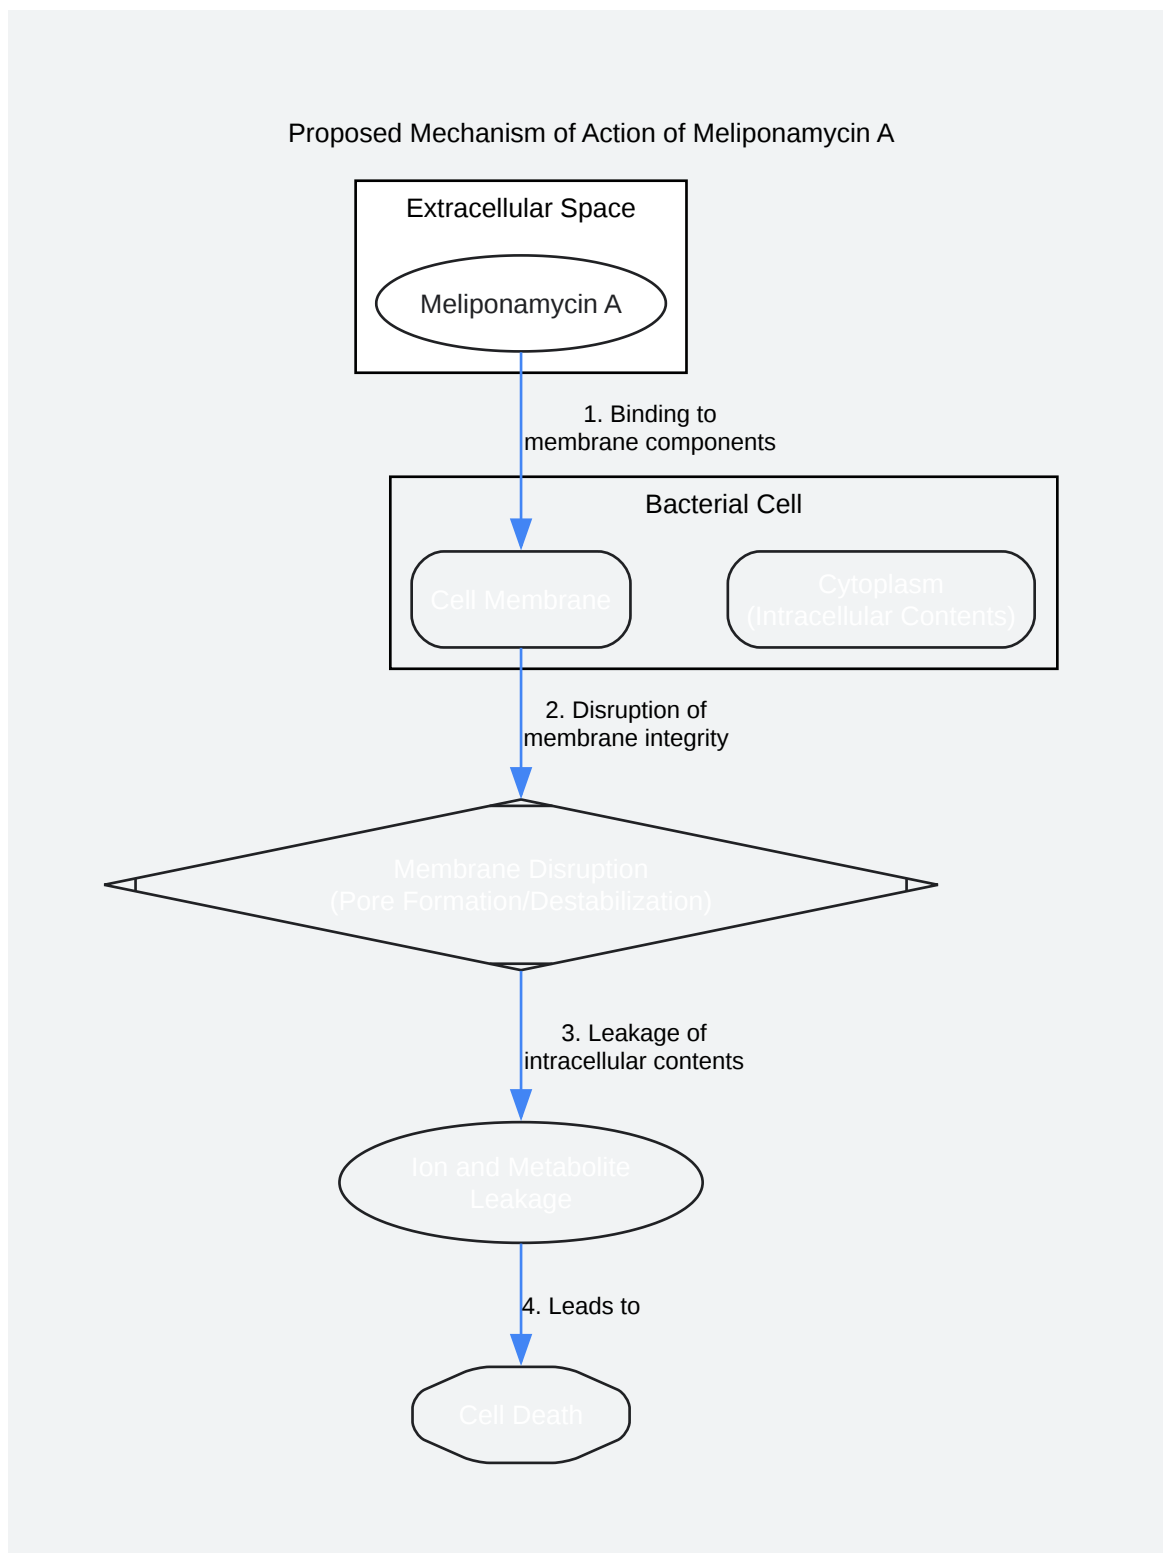 Proposed Mechanism of Action of Meliponamycin A
Extracellular Space
Meliponamycin A
1. Binding to
membrane components
Bacterial Cell
Cell Membrane
Cytoplasm
(Intracellular Contents)
2. Disruption of
membrane integrity
Membrane Disruption
(Pore Formation/Destabilization)
3. Leakage of
intracellular contents
Ion and Metabolite
Leakage
4. Leads to
Cell Death